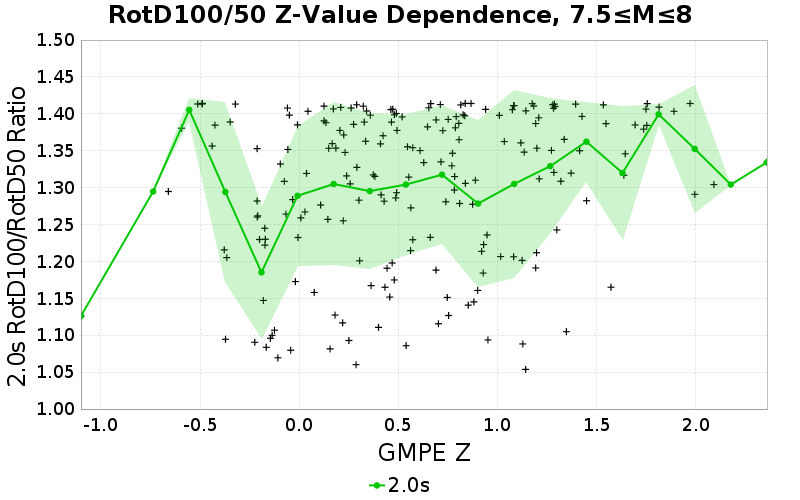 RotD100/50 Z-Value Dependence, 7.5≤M≤8
2.0s RotD100/RotD50 Ratio
1.50
1.45
1.40
1.35
1.30
1.25
1.20
1.15
1.10
1.05
1.00
-1.0 -0.5 0.0 0.5 1.0 1.5 2.0
GMPE Z
2.0s